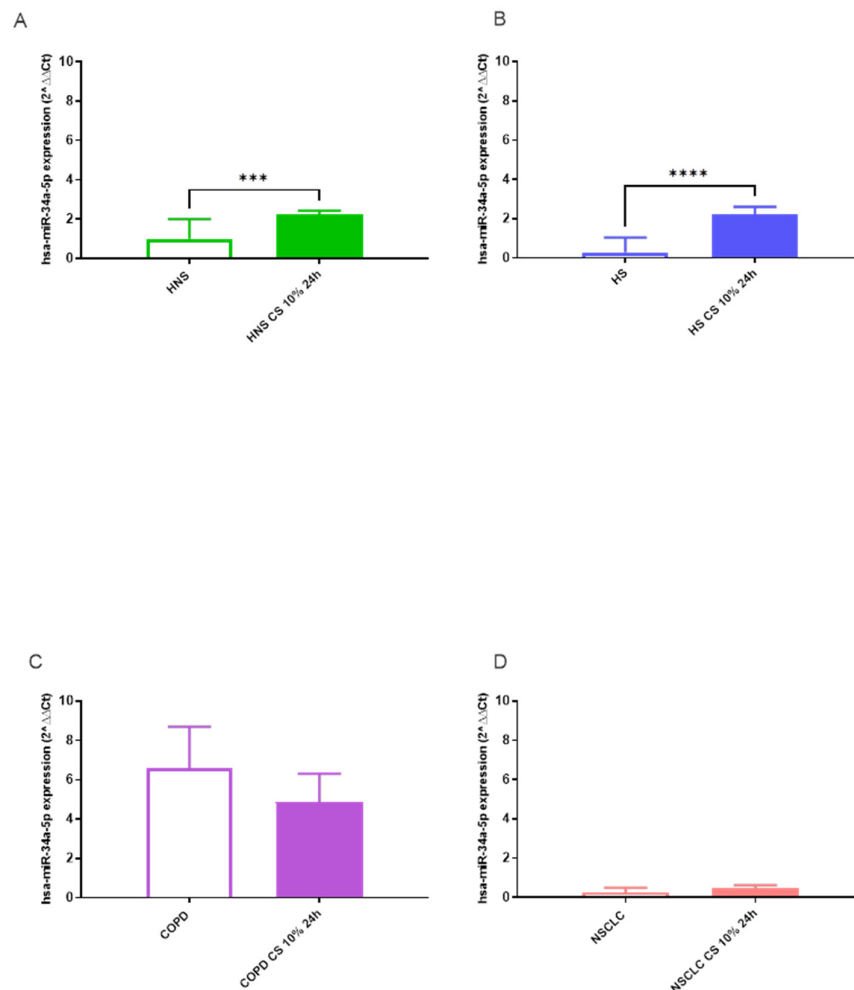 A
hsa-miR-34a-5p expression (2^ΔΔCt)
10
8
6
4
2
0
***
HNS
HNS CS 10% 24h
B
hsa-miR-34a-5p expression (2^ΔΔCt)
10
8
6
4
2
0
****
HS
HS CS 10% 24h
C
hsa-miR-34a-5p expression (2^ΔΔCt)
10
8
6
4
2
0
COPD
COPD CS 10% 24h
D
hsa-miR-34a-5p expression (2^ΔΔCt)
10
8
6
4
2
0
NSCLC
NSCLC CS 10% 24h